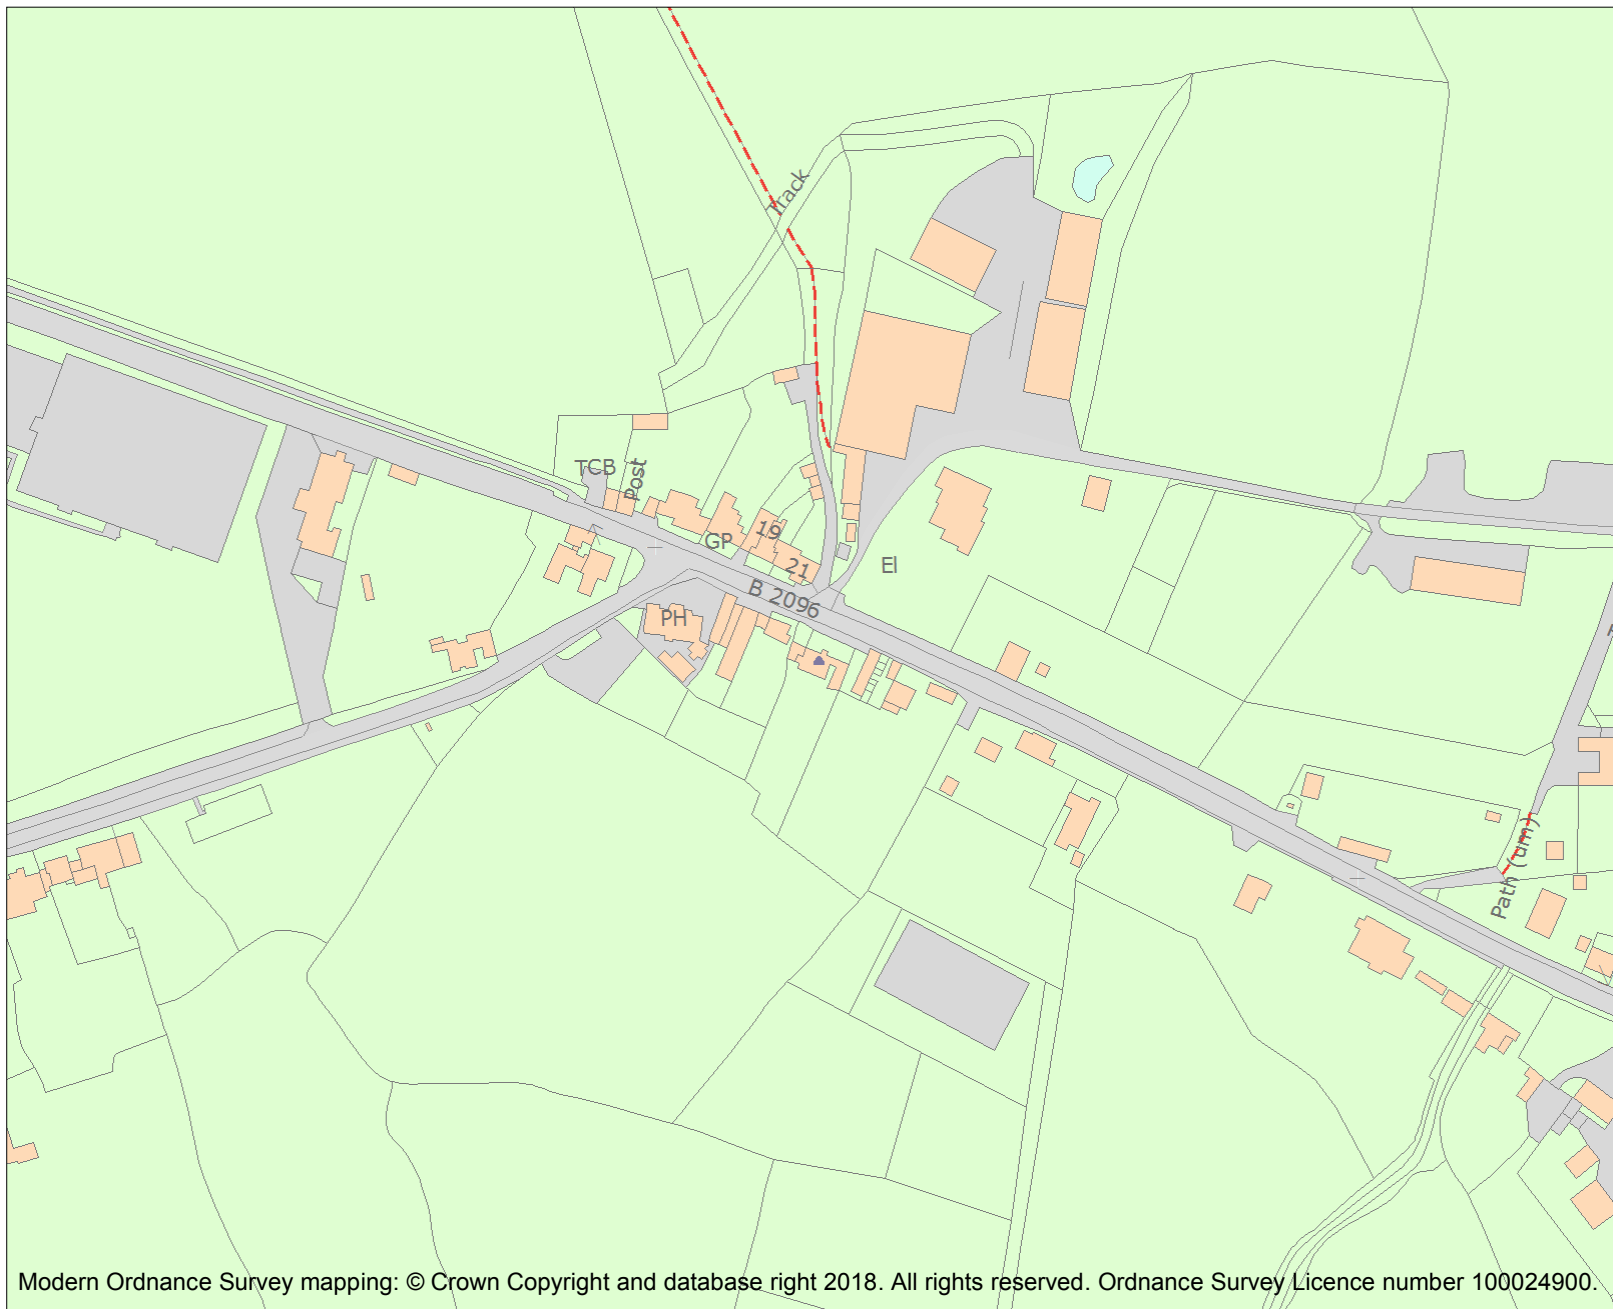 Track
TCB
Post
GP
19
21
El
B 2096
PH
Path (um)
Modern Ordnance Survey mapping: © Crown Copyright and database right 2018. All rights reserved. Ordnance Survey Licence number 100024900.